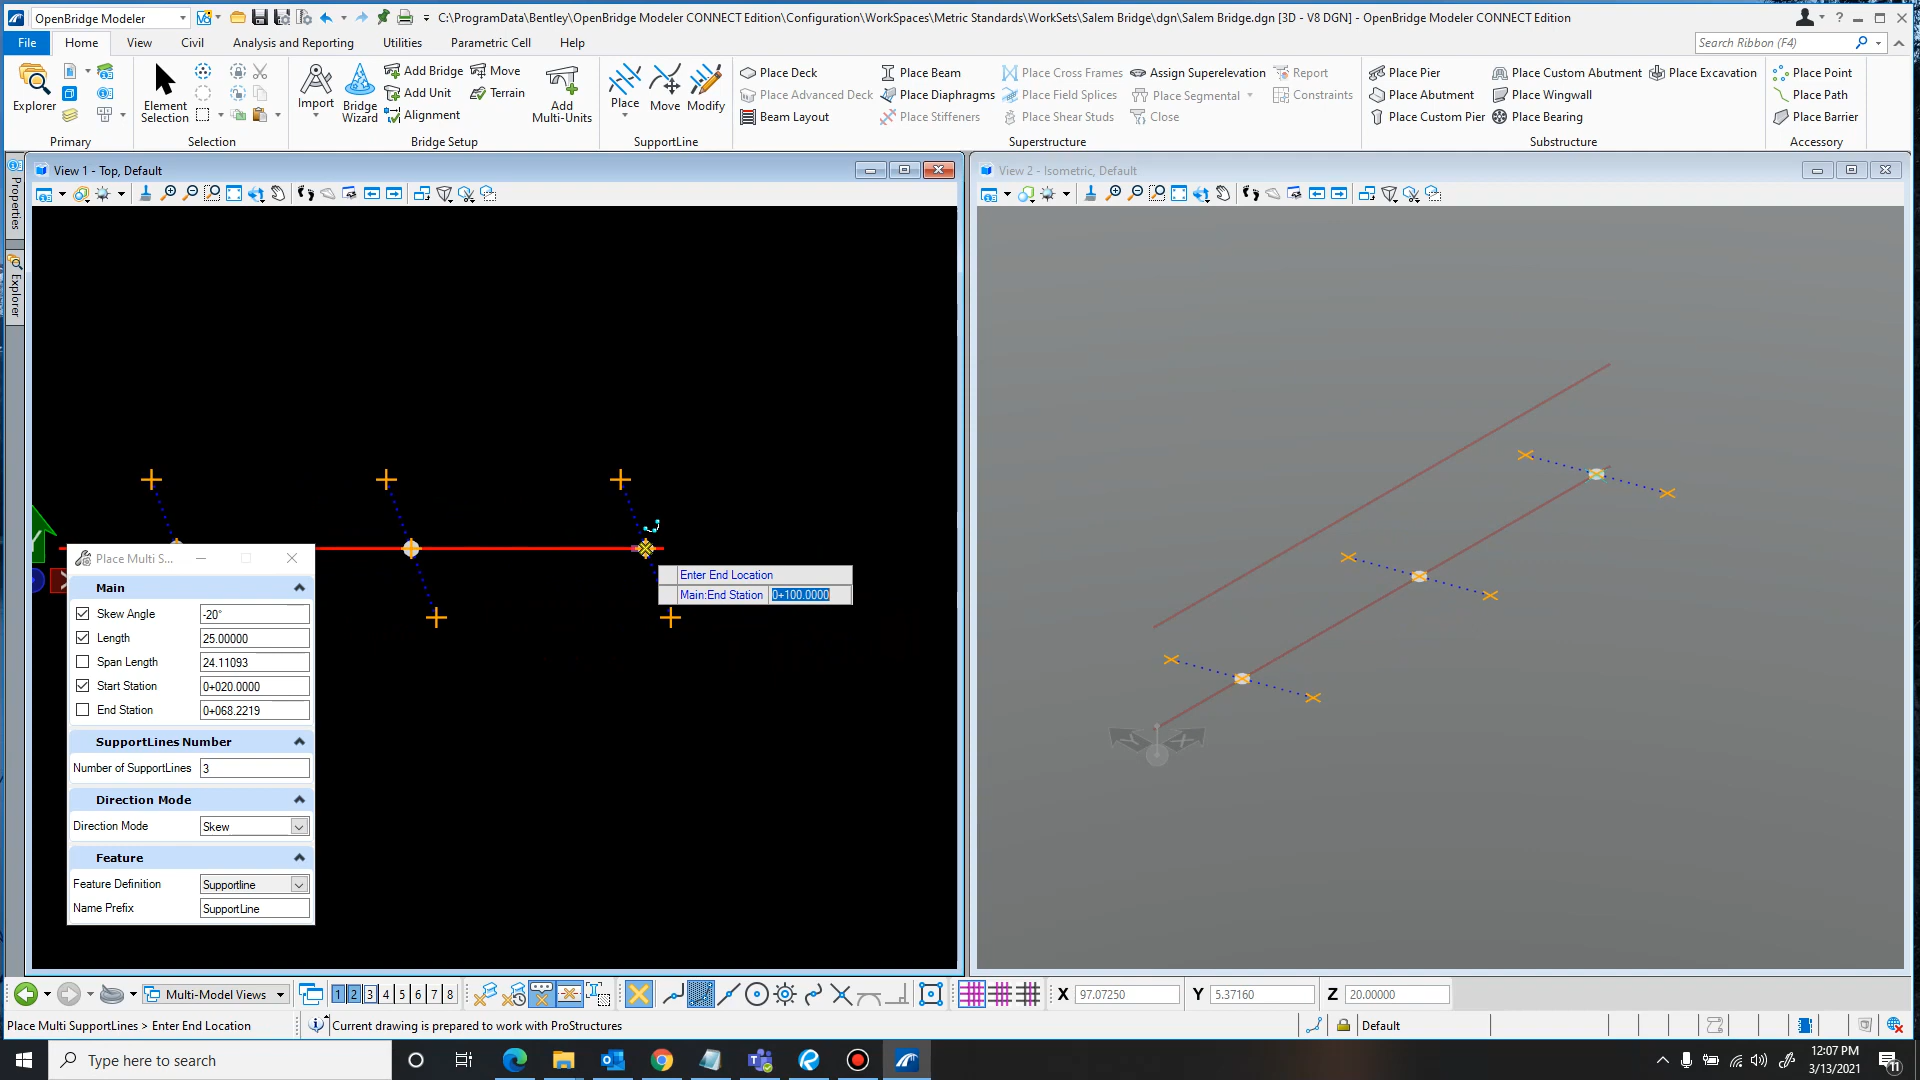 OpenBridge Modeler
C:\ProgramData\Bentley\OpenBridge Modeler CONNECT Edition\Configuration\WorkSpaces\Metric Standards\WorkSets\Salem Bridge\dgn\Salem Bridge.dgn [3D - V8 DGN] - OpenBridge Modeler CONNECT Edition
File
Home
View
Civil
Analysis and Reporting
Utilities
Parametric Cell
Help
Search Ribbon (F4)
Explorer
Element Selection
Import
Bridge Wizard
Add Bridge
Add Unit
Alignment
Move
Terrain
Add Multi-Units
Place
Move
Modify
Place Deck
Place Advanced Deck
Beam Layout
Place Beam
Place Diaphragms
Place Stiffeners
Place Cross Frames
Place Field Splices
Place Shear Studs
Assign Superelevation
Place Segmental
Close
Report
Constraints
Place Pier
Place Abutment
Place Custom Pier
Place Custom Abutment
Place Wingwall
Place Bearing
Place Excavation
Place Point
Place Path
Place Barrier
Primary
Selection
Bridge Setup
SupportLine
Superstructure
Substructure
Accessory
View 1 - Top, Default
View 2 - Isometric, Default
Properties
Explorer
Y
X
Place Multi S...
Main
Skew Angle
-20°
Length
25.00000
Span Length
24.11093
Start Station
0+020.0000
End Station
0+068.2219
SupportLines Number
Number of SupportLines
3
Direction Mode
Direction Mode
Skew
Feature
Feature Definition
Supportline
Name Prefix
SupportLine
Enter End Location
Main:End Station
0+100.0000
Y
X
Multi-Model Views
1 2 3 4 5 6 7 8
X 97.07250
Y 5.37160
Z 20.00000
Place Multi SupportLines > Enter End Location
Current drawing is prepared to work with ProStructures
Default
Type here to search
12:07 PM
3/13/2021
11